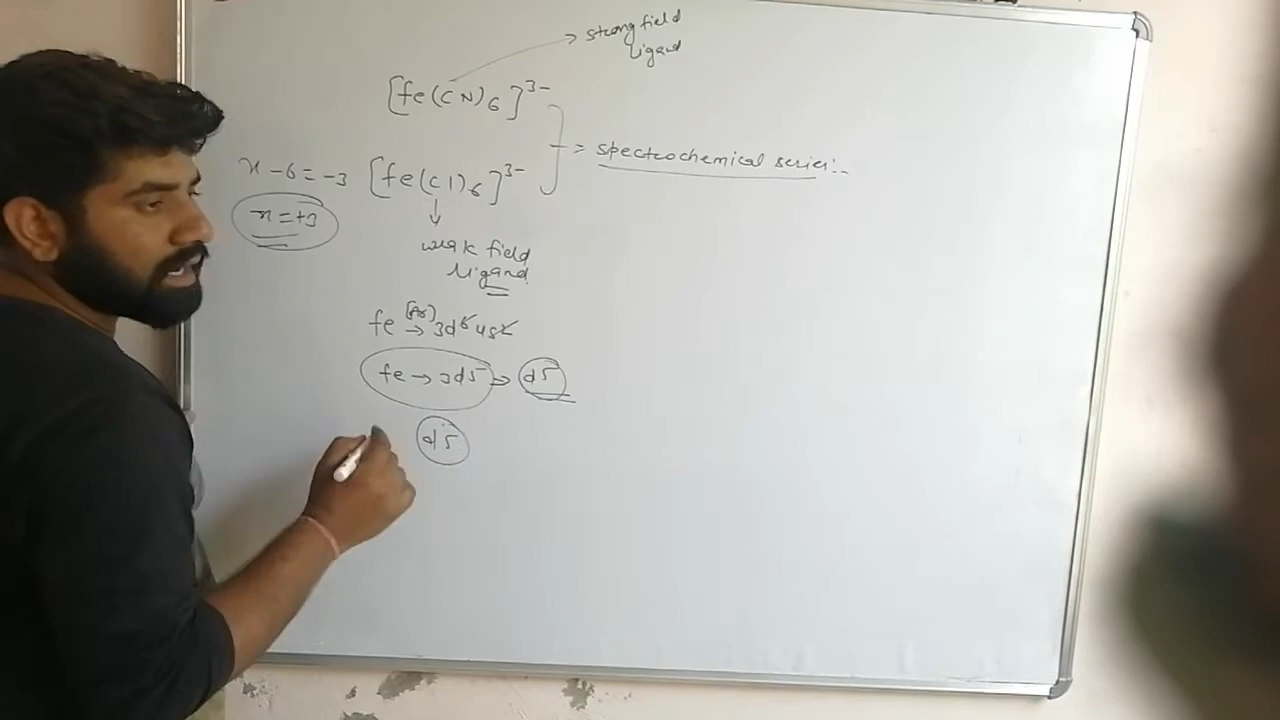 strong field
ligand
[fe(CN)6]3-
= spectrochemical series:..
x-6=-3 [fe(Cl)6]3-
x=+3
weak field
ligand
fe [Ar]→ 3d6 4s2
fe → 3d5 → d5
d5